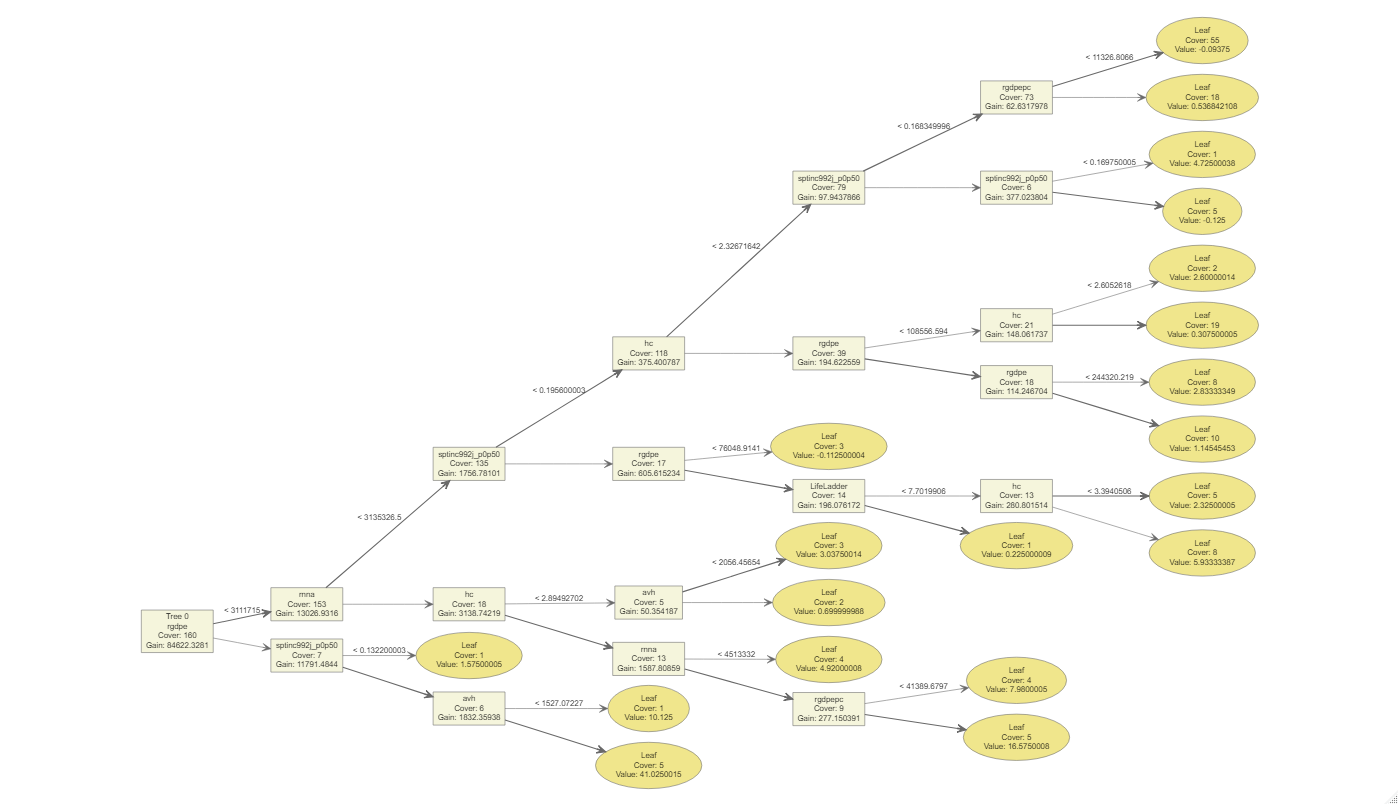 Leaf
Cover: 55
Value: -0.09375
< 11326.8066
rgdpepc
Cover: 73
Gain: 62.6317978
Leaf
Cover: 18
Value: 0.536842108
< 0.168349996
Leaf
Cover: 1
Value: 4.72500038
< 0.169750005
sptinc992j_p0p50
Cover: 79
Gain: 97.9437866
sptinc992j_p0p50
Cover: 6
Gain: 377.023804
Leaf
Cover: 5
Value: -0.125
< 2.32671642
Leaf
Cover: 2
Value: 2.60000014
< 2.6052618
hc
Cover: 21
Gain: 148.061737
Leaf
Cover: 19
Value: 0.307500005
< 108556.594
hc
Cover: 118
Gain: 375.400787
rgdpe
Cover: 39
Gain: 194.622559
rgdpe
Cover: 18
Gain: 114.246704
< 244320.219
Leaf
Cover: 8
Value: 2.83333349
< 0.195600003
Leaf
Cover: 10
Value: 1.14545453
sptinc992j_p0p50
Cover: 135
Gain: 1756.78101
rgdpe
Cover: 17
Gain: 605.615234
< 76048.9141
Leaf
Cover: 3
Value: -0.112500004
LifeLadder
Cover: 14
Gain: 196.076172
< 7.7019906
hc
Cover: 13
Gain: 280.801514
< 3.3940506
Leaf
Cover: 5
Value: 2.32500005
< 3135326.5
Leaf
Cover: 3
Value: 3.03750014
Leaf
Cover: 1
Value: 0.225000009
Leaf
Cover: 8
Value: 5.93333387
< 2056.45654
Tree 0
rgdpe
Cover: 160
Gain: 84622.3281
< 3111715
rnna
Cover: 153
Gain: 13026.9316
hc
Cover: 18
Gain: 3138.74219
< 2.89492702
avh
Cover: 5
Gain: 50.354187
Leaf
Cover: 2
Value: 0.699999988
sptinc992j_p0p50
Cover: 7
Gain: 11791.4844
< 0.132200003
Leaf
Cover: 1
Value: 1.57500005
rnna
Cover: 13
Gain: 1587.80859
< 4513332
Leaf
Cover: 4
Value: 4.92000008
avh
Cover: 6
Gain: 1832.35938
< 1527.07227
Leaf
Cover: 1
Value: 10.125
rgdpepc
Cover: 9
Gain: 277.150391
< 41389.6797
Leaf
Cover: 4
Value: 7.9800005
Leaf
Cover: 5
Value: 16.5750008
Leaf
Cover: 5
Value: 41.0250015